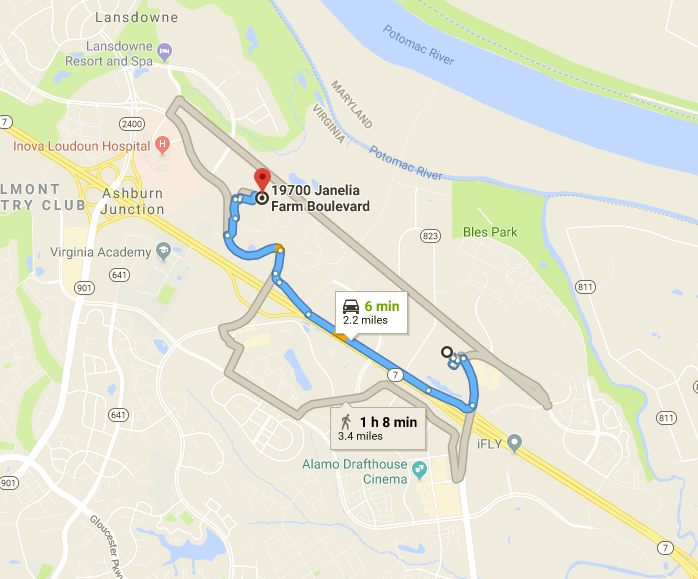 Lansdowne
Potomac River
Lansdowne
Resort and Spa
MARYLAND
VIRGINIA
7
2400
Inova Loudoun Hospital
H
Potomac River
LMONT
TRY CLUB
Ashburn
Junction
19700 Janelia
Farm Boulevard
823
Bles Park
Virginia Academy
641
901
811
6 min
2.2 miles
7
641
1 h 8 min
3.4 miles
811
iFLY
Alamo Drafthouse
Cinema
901
Gloucester Pkwy
7